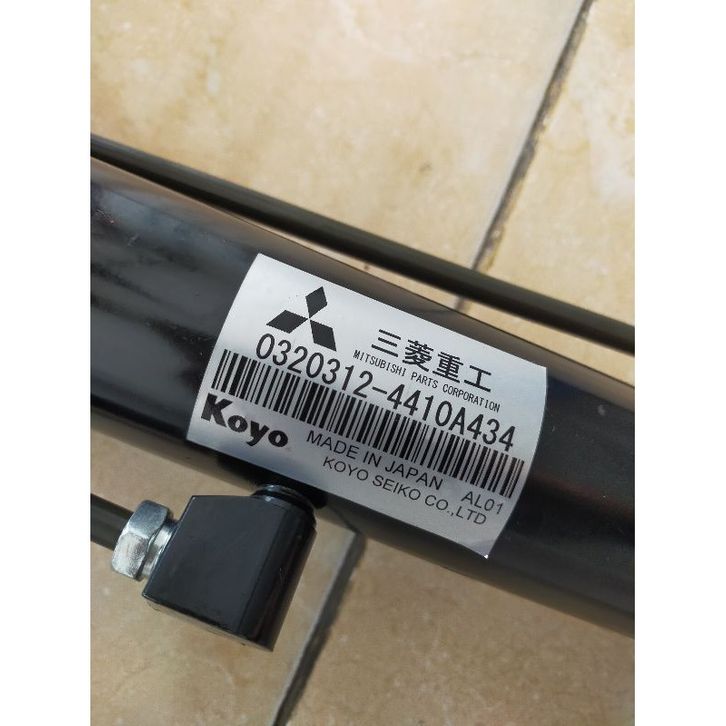 三菱重工
MITSUBISHI PARTS CORPORATION
0320312-4410A434
Koyo
MADE IN JAPAN AL01
KOYO SEIKO CO.,LTD